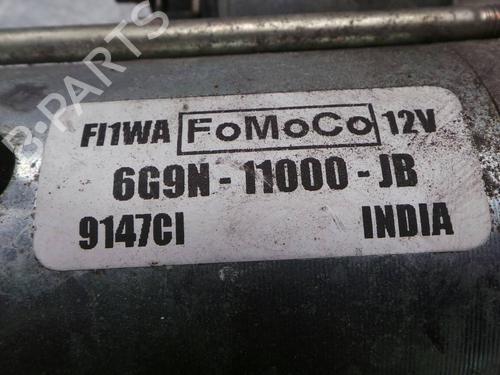 B-PARTS
FI1WA FoMoCo 12V
6G9N - 11000 - JB
9147CI INDIA